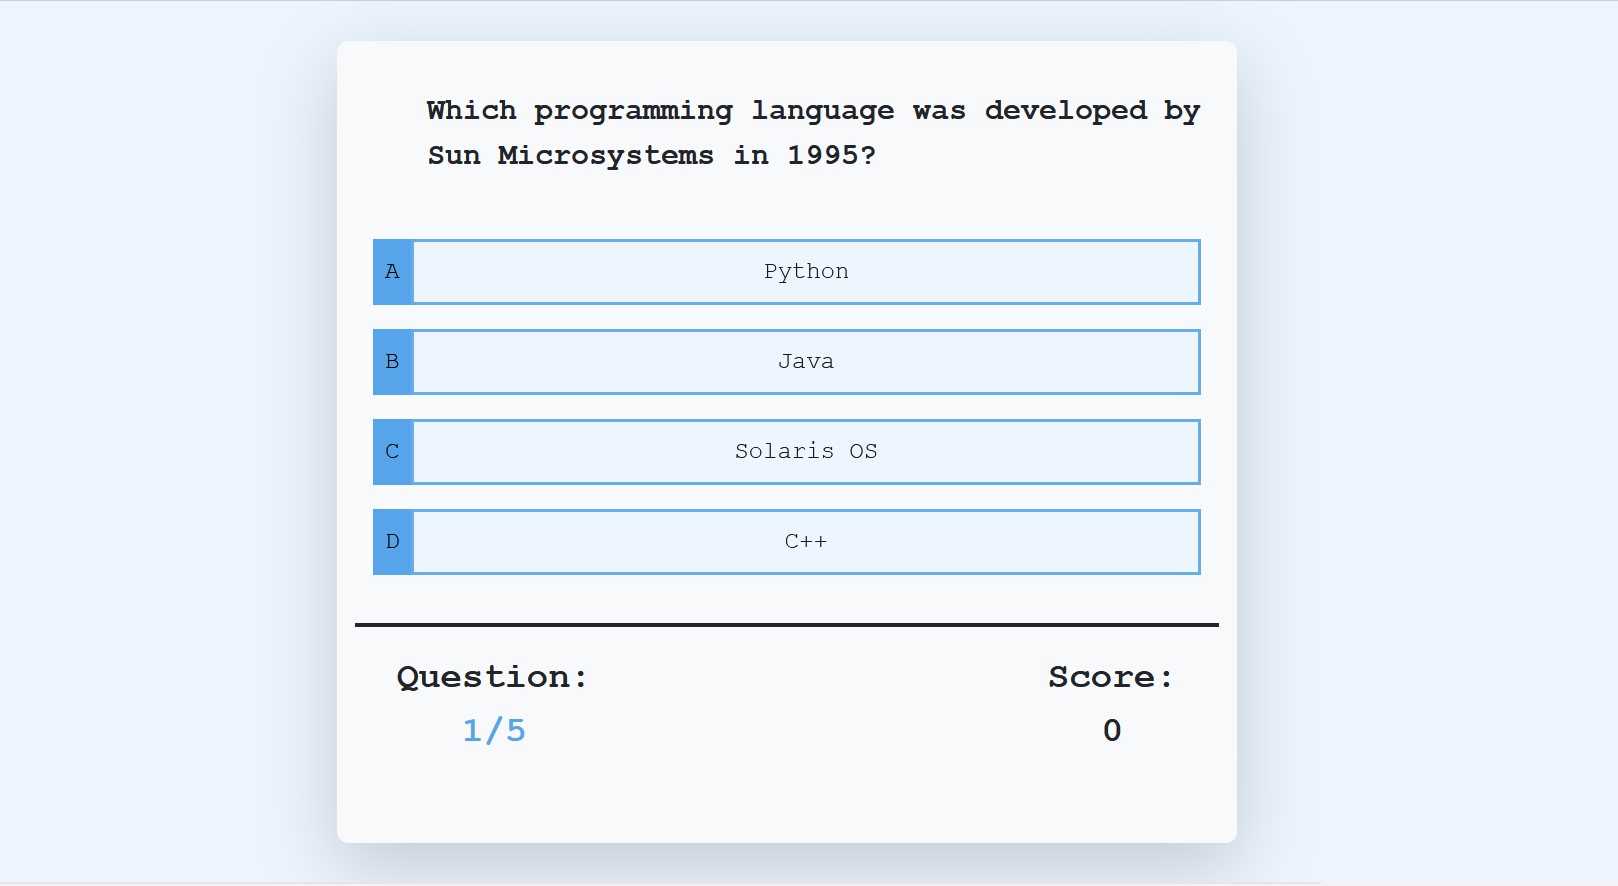 Which programming language was developed by
Sun Microsystems in 1995?
A Python
B Java
C Solaris OS
D C++
Question: Score:
1/5 0